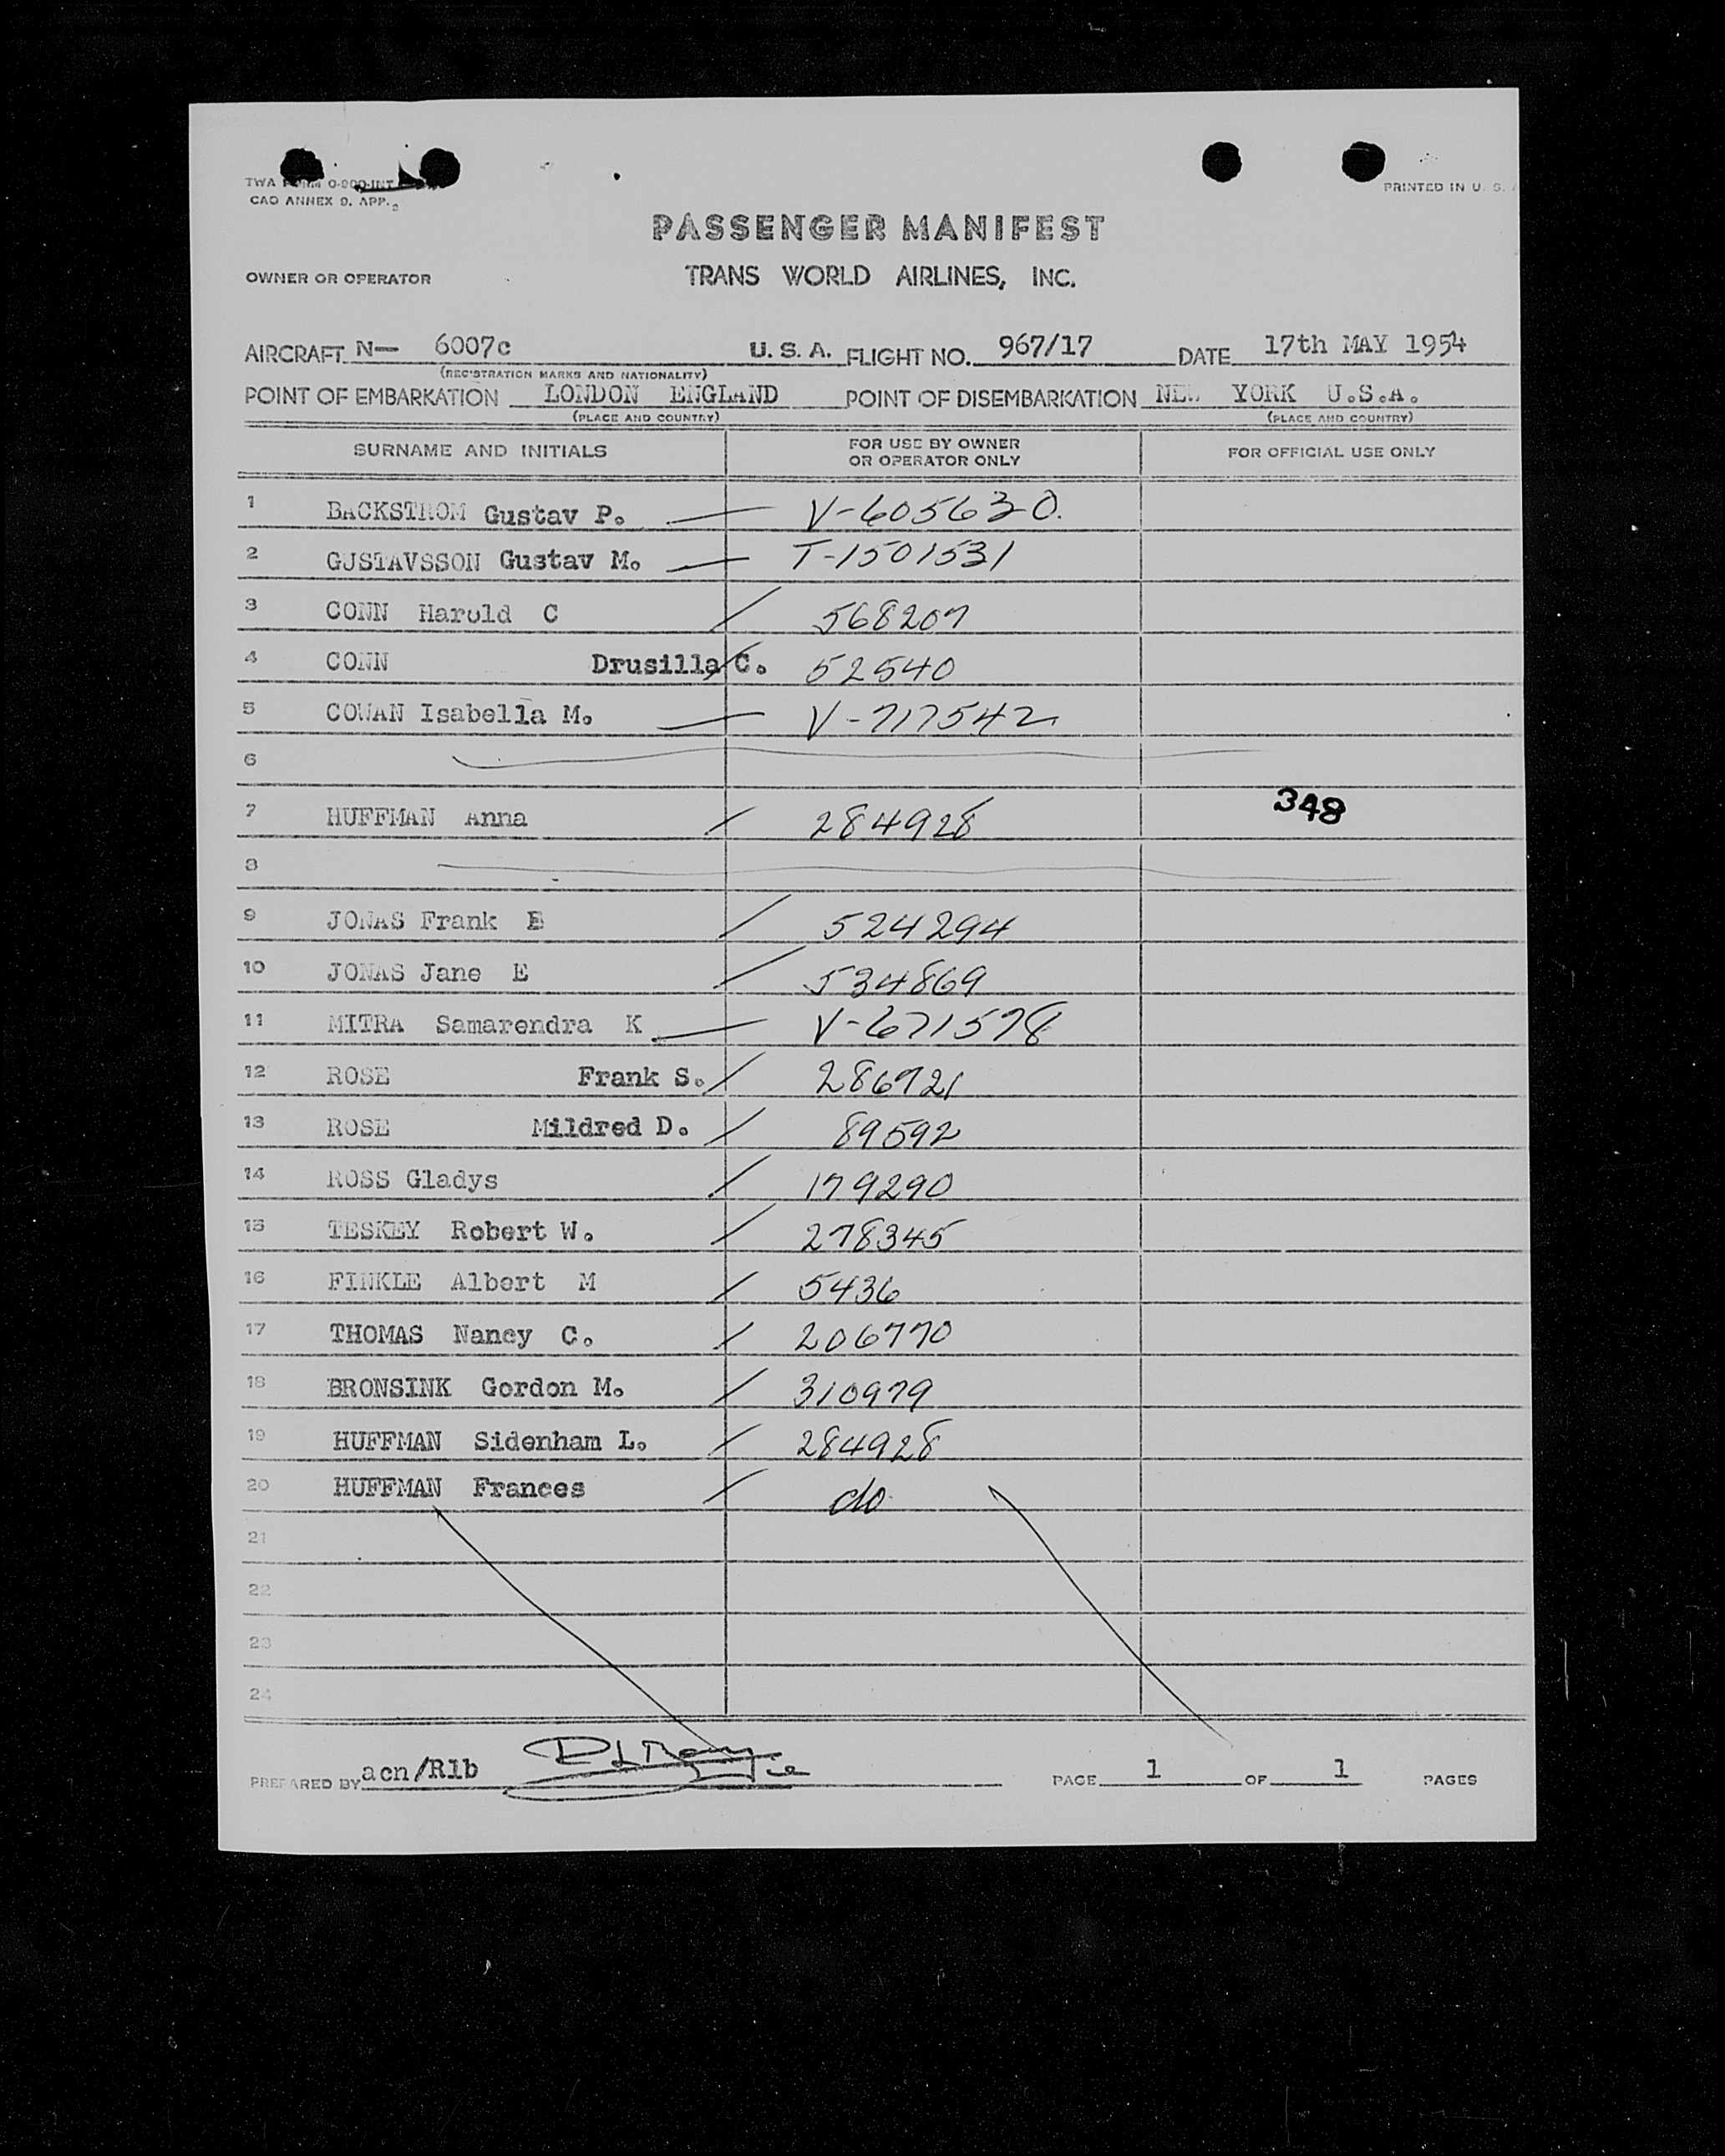 TWA FORM O-900-INT
PRINTED IN U. S.
CAO ANNEX 9. APP.
PASSENGER MANIFEST
OWNER OR OPERATOR TRANS WORLD AIRLINES, INC.
AIRCRAFT N— 6007c U. S. A. FLIGHT NO. 967/17 DATE 17th MAY 1954
(REGISTRATION MARKS AND NATIONALITY)
POINT OF EMBARKATION LONDON ENGLAND POINT OF DISEMBARKATION NEW YORK U.S.A.
(PLACE AND COUNTRY) (PLACE AND COUNTRY)
SURNAME AND INITIALS FOR USE BY OWNER OR OPERATOR ONLY FOR OFFICIAL USE ONLY
1 BACKSTROM Gustav P. — V-605630.
2 GUSTAVSSON Gustav M. — T-1501531
3 CONN Harold C / 568207
4 CONN Drusilla C. / 52540
5 COWAN Isabella M. — V-717542
6
7 HUFFMAN Anna / 284928 348
8
9 JONAS Frank E / 524294
10 JONAS Jane E / 534869
11 MITRA Samarendra K — V-671578
12 ROSE Frank S. / 286721
13 ROSE Mildred D. / 89592
14 ROSS Gladys / 179290
15 TESKEY Robert W. / 278345
16 FINKLE Albert M / 5436
17 THOMAS Nancy C. / 206770
18 BRONSINK Gordon M. / 310979
19 HUFFMAN Sidenham L. / 284928
20 HUFFMAN Frances / do
21
22
23
24
PREPARED BY acn/Rlb PAGE 1 OF 1 PAGES